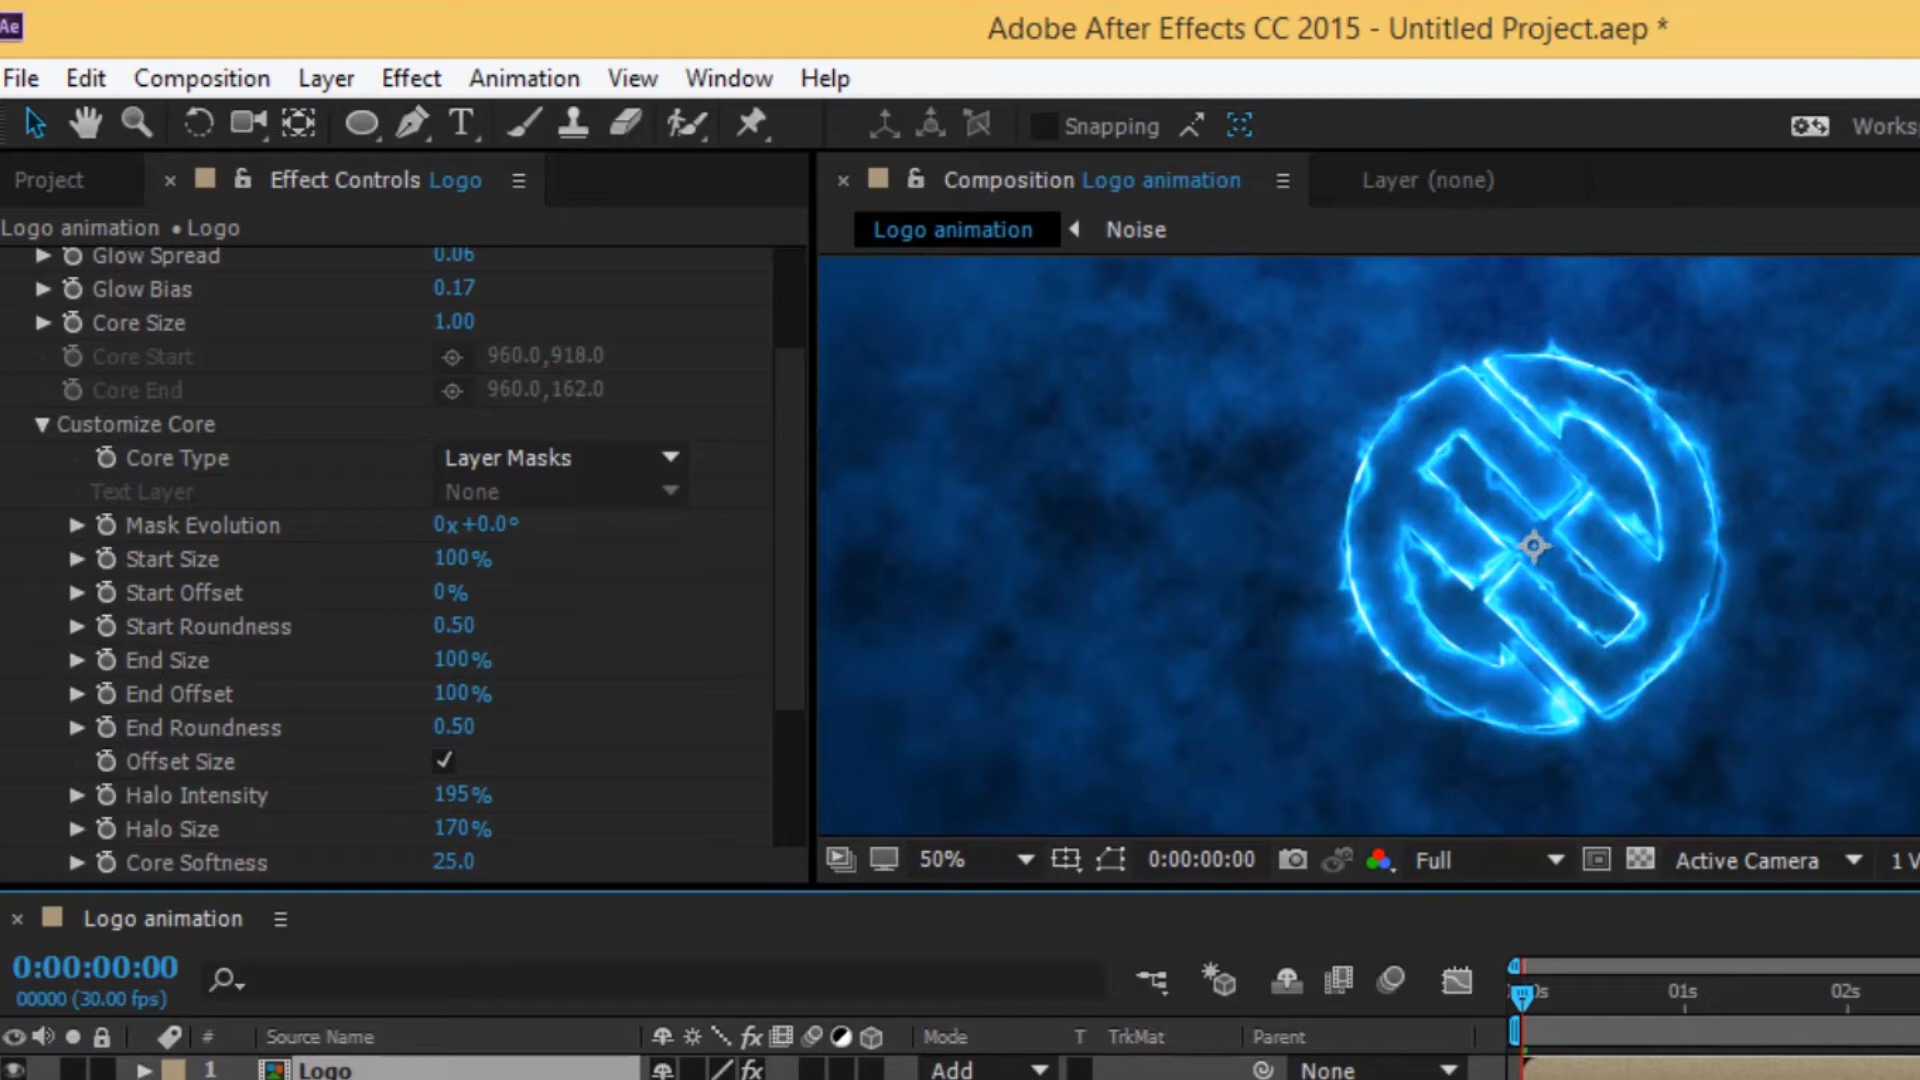 Ae
Adobe After Effects CC 2015 - Untitled Project.aep *
File Edit Composition Layer Effect Animation View Window Help
T Snapping
Project × Effect Controls Logo
× Composition Logo animation Layer (none)
Logo animation • Logo
Logo animation Noise
Glow Spread 0.06
Glow Bias 0.17
Core Size 1.00
Core Start 960.0,918.0
Core End 960.0,162.0
Customize Core
Core Type Layer Masks
Text Layer None
Mask Evolution 0x+0.0°
Start Size 100%
Start Offset 0%
Start Roundness 0.50
End Size 100%
End Offset 100%
End Roundness 0.50
Offset Size ✓
Halo Intensity 195%
Halo Size 170%
Core Softness 25.0
50% 0:00:00:00 Full Active Camera 1
× Logo animation
0:00:00:00
00000 (30.00 fps)
01s 02s
# Source Name fx Mode T TrkMat Parent
1 Logo fx Add None